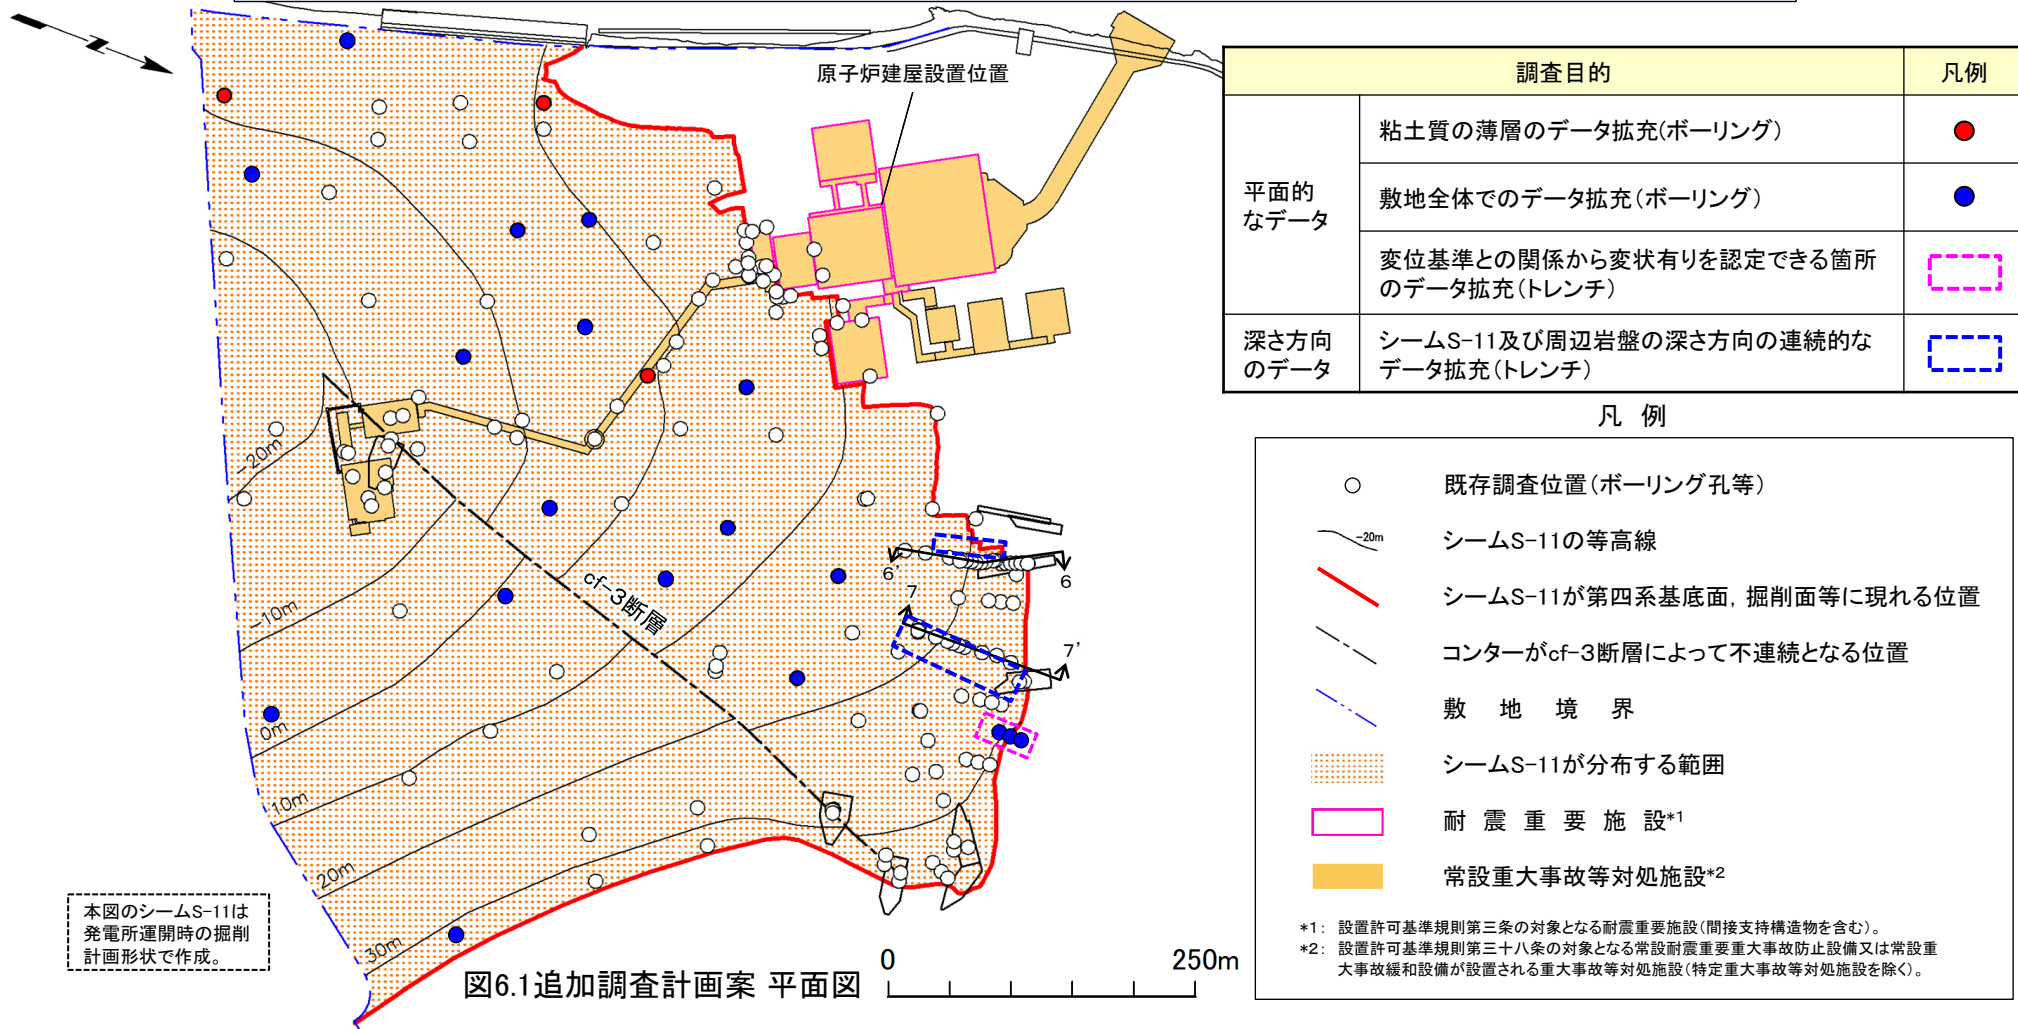 原子炉建屋設置位置
調査目的
凡例
平面的
なデータ
粘土質の薄層のデータ拡充(ボーリング)
敷地全体でのデータ拡充(ボーリング)
変位基準との関係から変状有りを認定できる箇所
のデータ拡充(トレンチ)
深さ方向
のデータ
シームS-11及び周辺岩盤の深さ方向の連続的な
データ拡充(トレンチ)
凡 例
既存調査位置(ボーリング孔等)
-20m
シームS-11の等高線
シームS-11が第四系基底面, 掘削面等に現れる位置
コンターがcf-3断層によって不連続となる位置
敷 地 境 界
シームS-11が分布する範囲
耐 震 重 要 施 設*1
常設重大事故等対処施設*2
*1: 設置許可基準規則第三条の対象となる耐震重要施設(間接支持構造物を含む)。
*2: 設置許可基準規則第三十八条の対象となる常設耐震重要重大事故防止設備又は常設重
大事故緩和設備が設置される重大事故等対処施設(特定重大事故等対処施設を除く)。
-20m
-10m
0m
10m
20m
30m
cf-3断層
6'
6
7
7'
本図のシームS-11は
発電所運開時の掘削
計画形状で作成。
図6.1追加調査計画案 平面図
0
250m